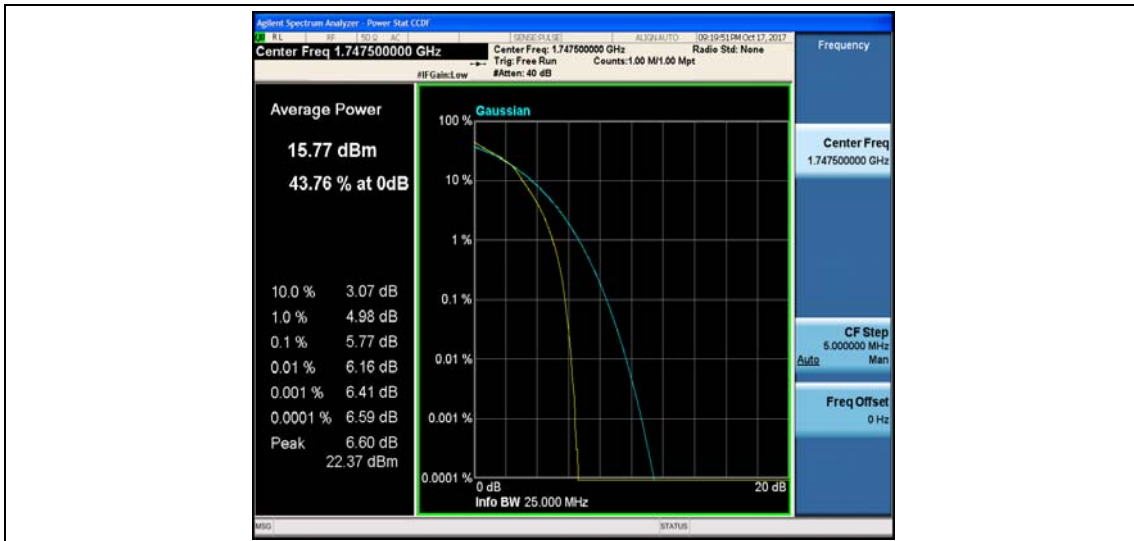 Agilent Spectrum Analyzer - Power Stat CCDF
RL RF 50 Ω AC SENSE:PULSE ALIGN AUTO 09:19:51 PM Oct 17, 2017
Center Freq 1.747500000 GHz
Center Freq: 1.747500000 GHz Radio Std: None
Trig: Free Run Counts:1.00 M/1.00 Mpt
#IFGain:Low #Atten: 40 dB
Frequency
Average Power
15.77 dBm
43.76 % at 0dB
10.0 % 3.07 dB
1.0 % 4.98 dB
0.1 % 5.77 dB
0.01 % 6.16 dB
0.001 % 6.41 dB
0.0001 % 6.59 dB
Peak 6.60 dB
22.37 dBm
Gaussian
100 %
10 %
1 %
0.1 %
0.01 %
0.001 %
0.0001 %
0 dB 20 dB
Info BW 25.000 MHz
Center Freq
1.747500000 GHz
CF Step
5.000000 MHz
Auto Man
Freq Offset
0 Hz
MSG STATUS